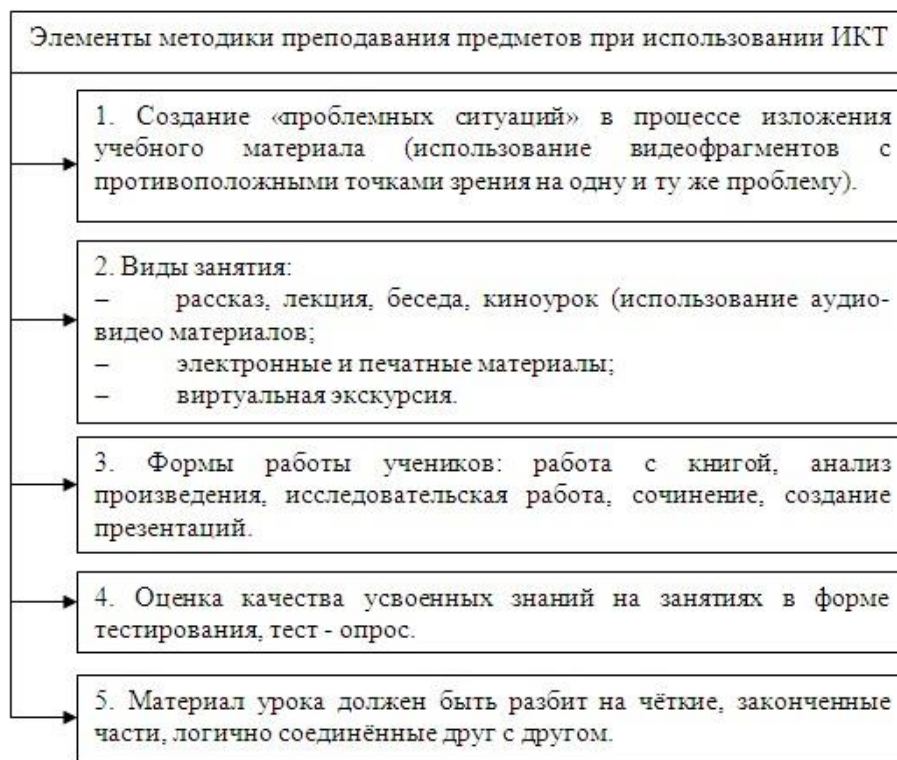 Элементы методики преподавания предметов при использовании ИКТ
1. Создание «проблемных ситуаций» в процессе изложения
учебного материала (использование видеофрагментов с
противоположными точками зрения на одну и ту же проблему).
2. Виды занятия:
– рассказ, лекция, беседа, киноурок (использование аудио-
видео материалов;
– электронные и печатные материалы;
– виртуальная экскурсия.
3. Формы работы учеников: работа с книгой, анализ
произведения, исследовательская работа, сочинение, создание
презентаций.
4. Оценка качества усвоенных знаний на занятиях в форме
тестирования, тест - опрос.
5. Материал урока должен быть разбит на чёткие, законченные
части, логично соединённые друг с другом.